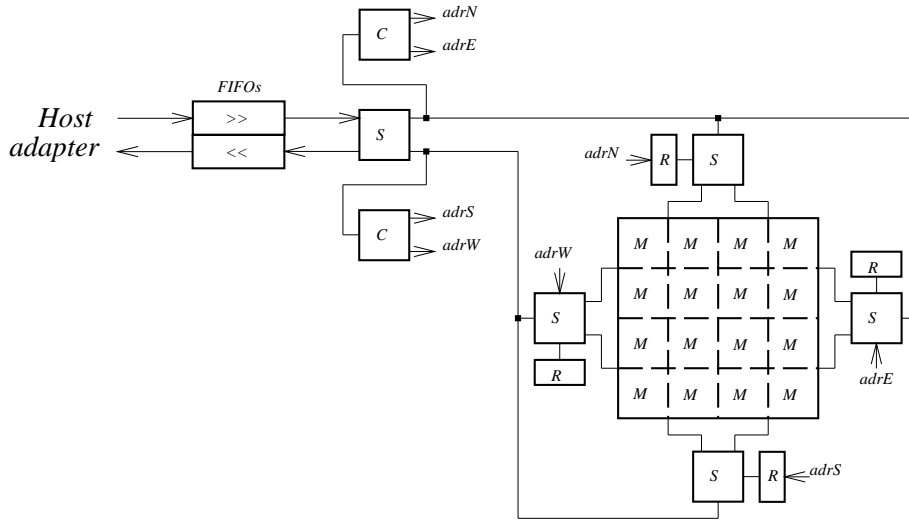 adrN
C
adrE
FIFOs
Host
adapter
>>
<<
S
adrN
R
S
C
adrS
adrW
M M M M
adrW
R
M M M M
S
S
M M M M
R
adrE
M M M M
S
R
adrS